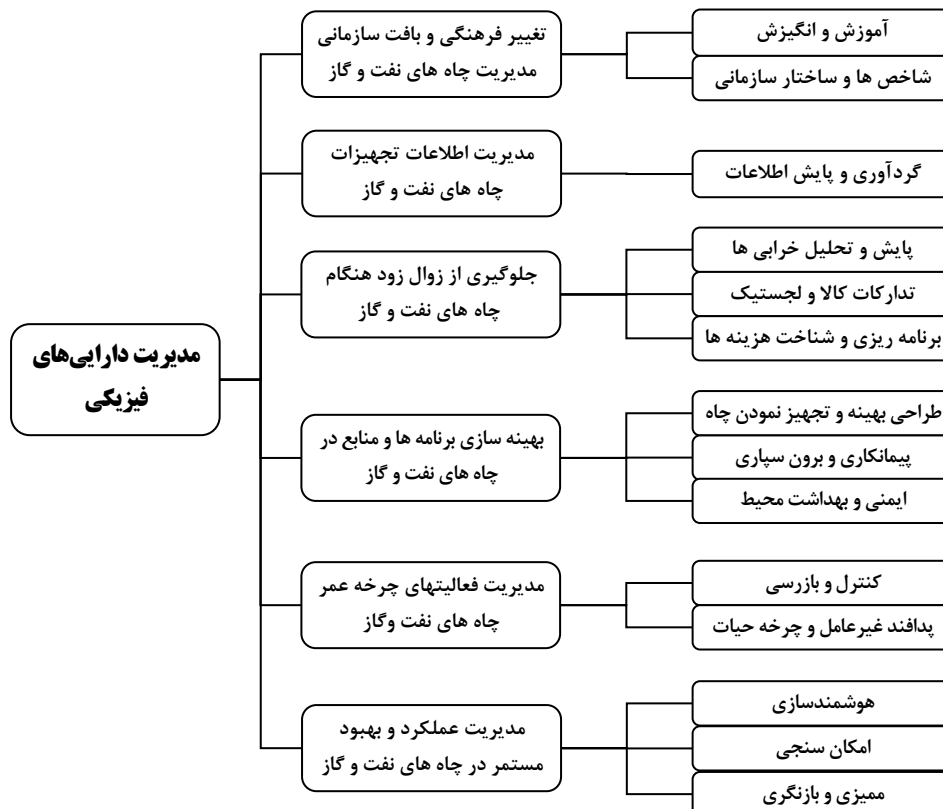 مدیریت دارایی‌های
فیزیکی
تغییر فرهنگی و بافت سازمانی
مدیریت چاه های نفت و گاز
آموزش و انگیزش
شاخص ها و ساختار سازمانی
مدیریت اطلاعات تجهیزات
چاه های نفت و گاز
گردآوری و پایش اطلاعات
جلوگیری از زوال زود هنگام
چاه های نفت و گاز
پایش و تحلیل خرابی ها
تدارکات کالا و لجستیک
برنامه ریزی و شناخت هزینه ها
بهینه سازی برنامه ها و منابع در
چاه های نفت و گاز
طراحی بهینه و تجهیز نمودن چاه
پیمانکاری و برون سپاری
ایمنی و بهداشت محیط
مدیریت فعالیتهای چرخه عمر
چاه های نفت وگاز
کنترل و بازرسی
پدافند غیرعامل و چرخه حیات
مدیریت عملکرد و بهبود
مستمر در چاه های نفت و گاز
هوشمندسازی
امکان سنجی
ممیزی و بازنگری